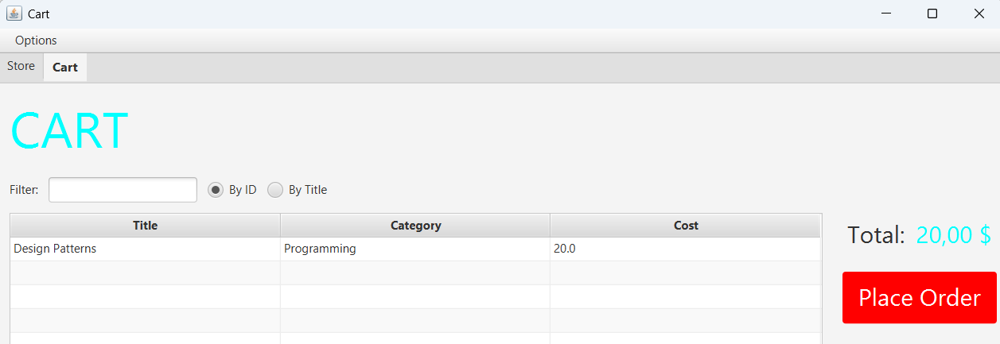 Cart
Options
Store Cart
CART
Filter: By ID By Title
Title Category Cost
Design Patterns Programming 20.0
Total: 20,00 $
Place Order